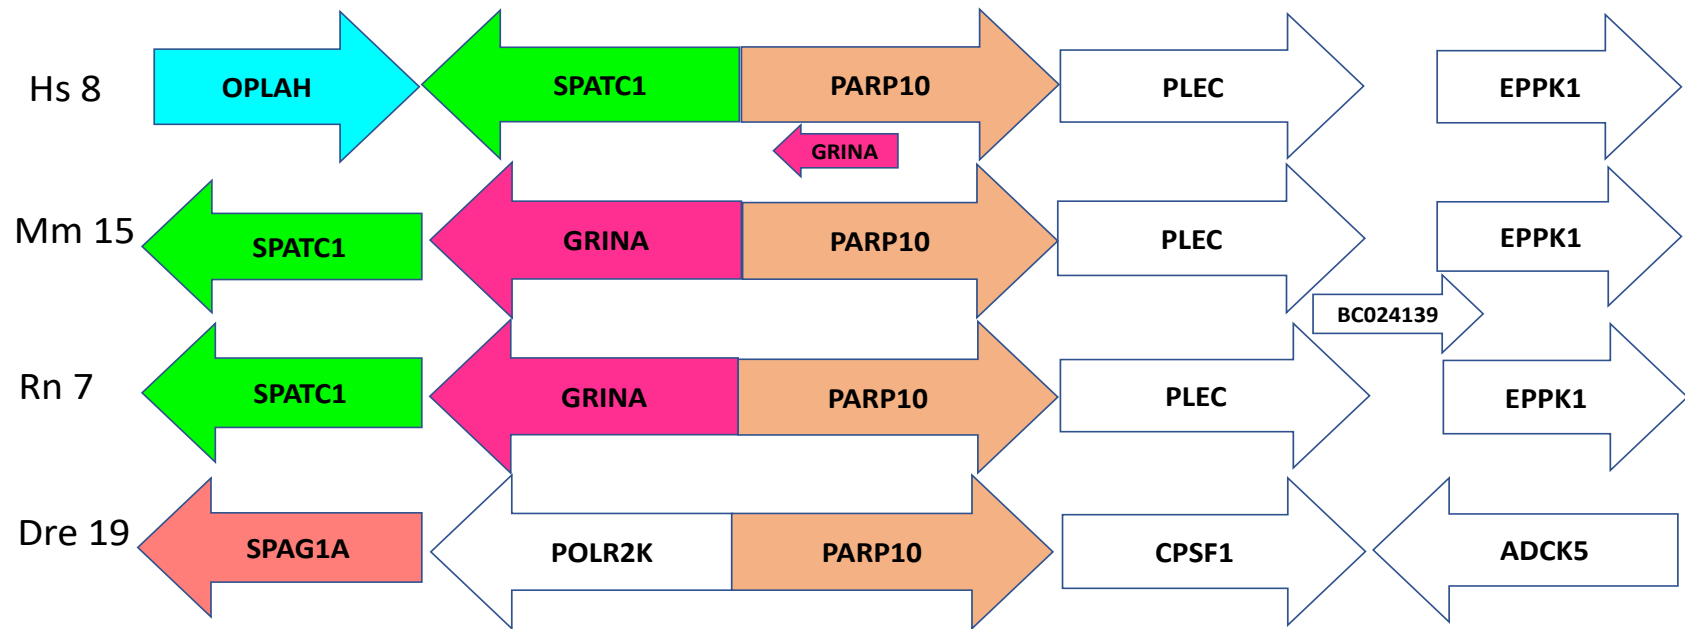 Hs 8 OPLAH SPATC1 PARP10 PLEC EPPK1
GRINA
Mm 15 SPATC1 GRINA PARP10 PLEC EPPK1
BC024139
Rn 7 SPATC1 GRINA PARP10 PLEC EPPK1
Dre 19 SPAG1A POLR2K PARP10 CPSF1 ADCK5